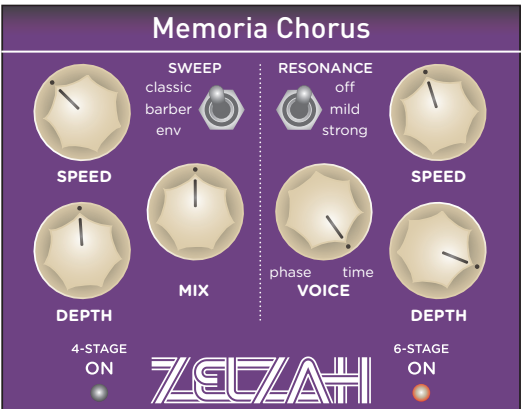 Memoria Chorus
SWEEP
classic
barber
env
RESONANCE
off
mild
strong
SPEED
SPEED
MIX
phase time
VOICE
DEPTH
DEPTH
4-STAGE
ON
ZELZAH
6-STAGE
ON